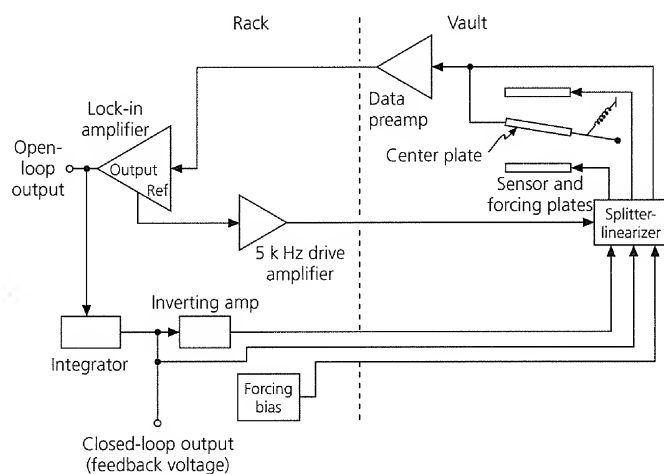 Rack
Vault
Lock-in
amplifier
Data
preamp
Open-
loop
output
Output
Ref
Center plate
Sensor and
forcing plates
Splitter-
linearizer
5 k Hz drive
amplifier
Inverting amp
Integrator
Forcing
bias
Closed-loop output
(feedback voltage)